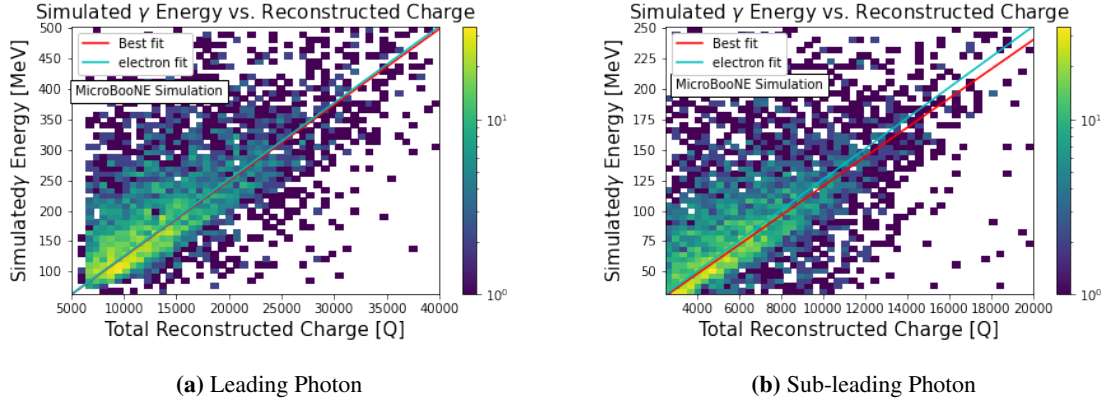 Simulated γ Energy vs. Reconstructed Charge
Best fit
electron fit
MicroBooNE Simulation
Simulatedγ Energy [MeV]
500
450
400
350
300
250
200
150
100
5000
10000
15000
20000
25000
30000
35000
40000
Total Reconstructed Charge [Q]
10¹
10⁰
(a) Leading Photon
Simulated γ Energy vs. Reconstructed Charge
Best fit
electron fit
MicroBooNE Simulation
Simulatedγ Energy [MeV]
250
225
200
175
150
125
100
75
50
4000
6000
8000
10000
12000
14000
16000
18000
20000
Total Reconstructed Charge [Q]
10¹
10⁰
(b) Sub-leading Photon